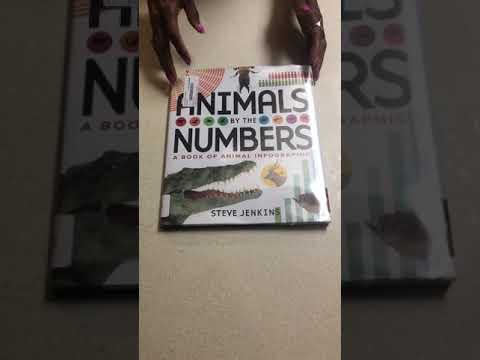 ANIMALS
BY THE
NUMBERS
A BOOK OF ANIMAL INFOGRAPHICS
STEVE JENKINS